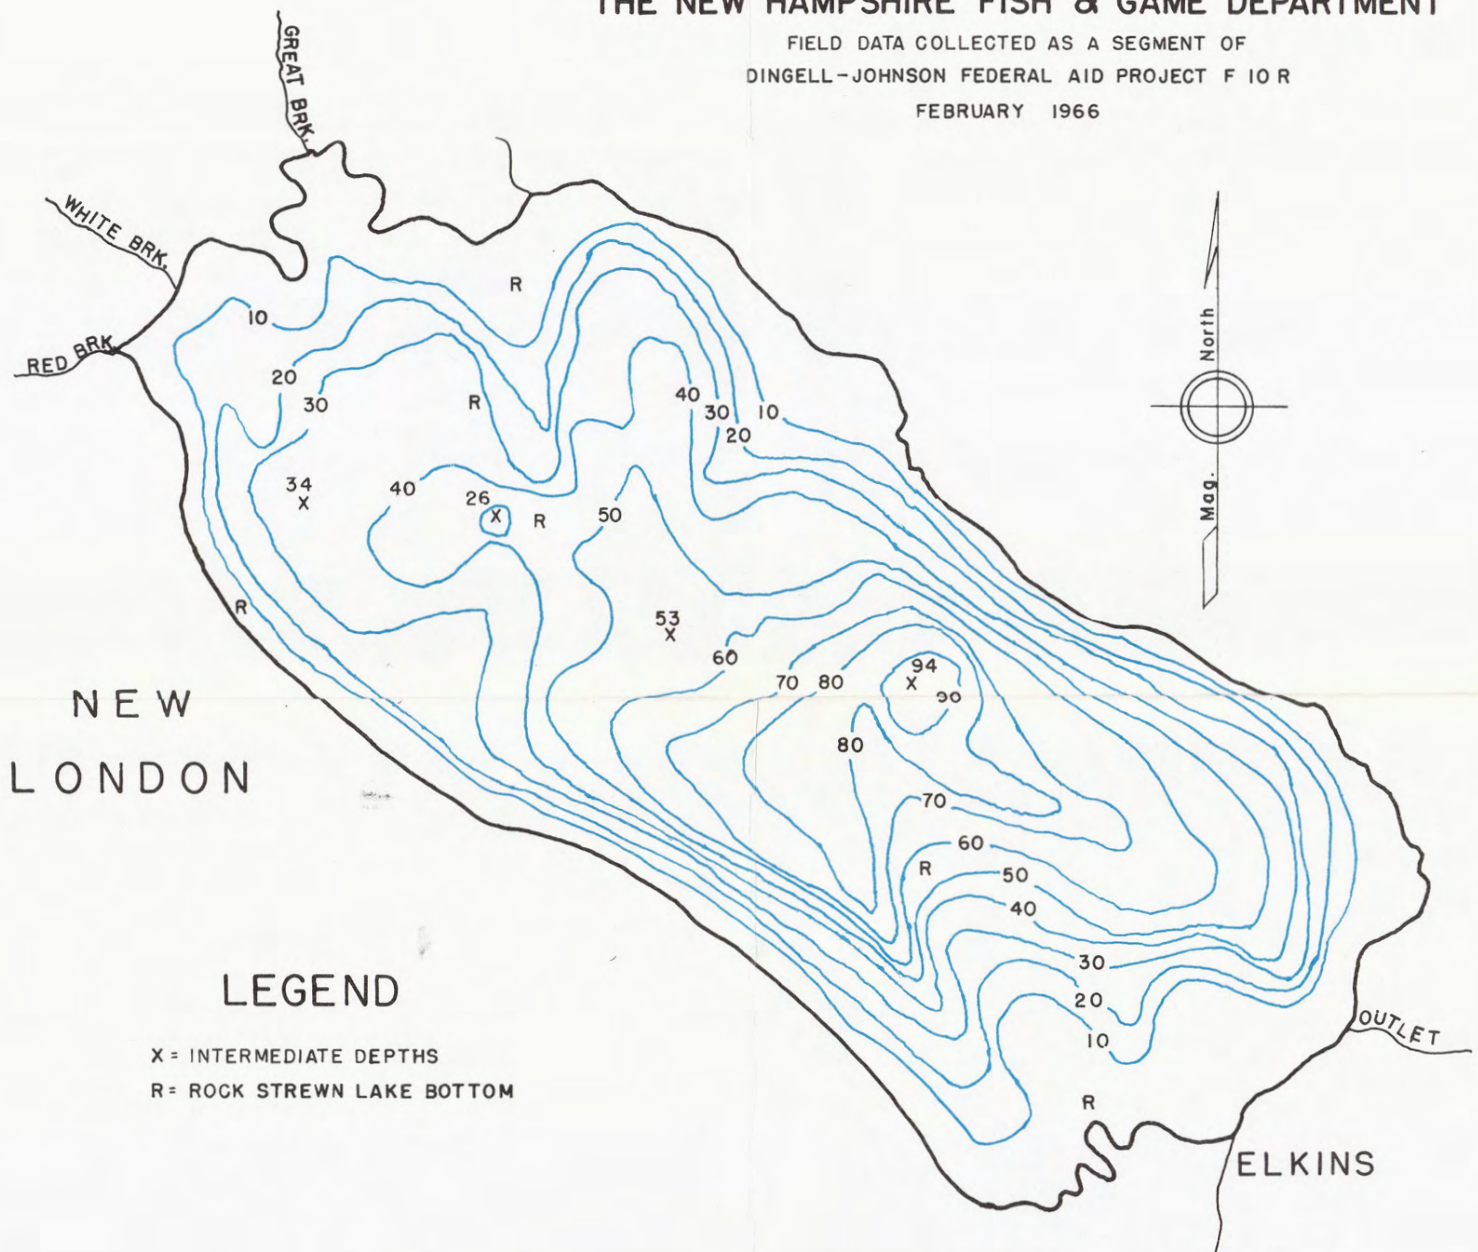 THE NEW HAMPSHIRE FISH & GAME DEPARTMENT
FIELD DATA COLLECTED AS A SEGMENT OF
DINGELL-JOHNSON FEDERAL AID PROJECT F 10 R
FEBRUARY 1966
GREAT BRK.
WHITE BRK.
RED BRK.
R
10
20
30
R
40
30
10
20
34
X
40
26
X
R
50
R
53
X
60
70
80
94
X
90
80
70
60
R
50
40
30
20
10
R
North
Mag.
NEW
LONDON
LEGEND
X = INTERMEDIATE DEPTHS
R = ROCK STREWN LAKE BOTTOM
OUTLET
ELKINS